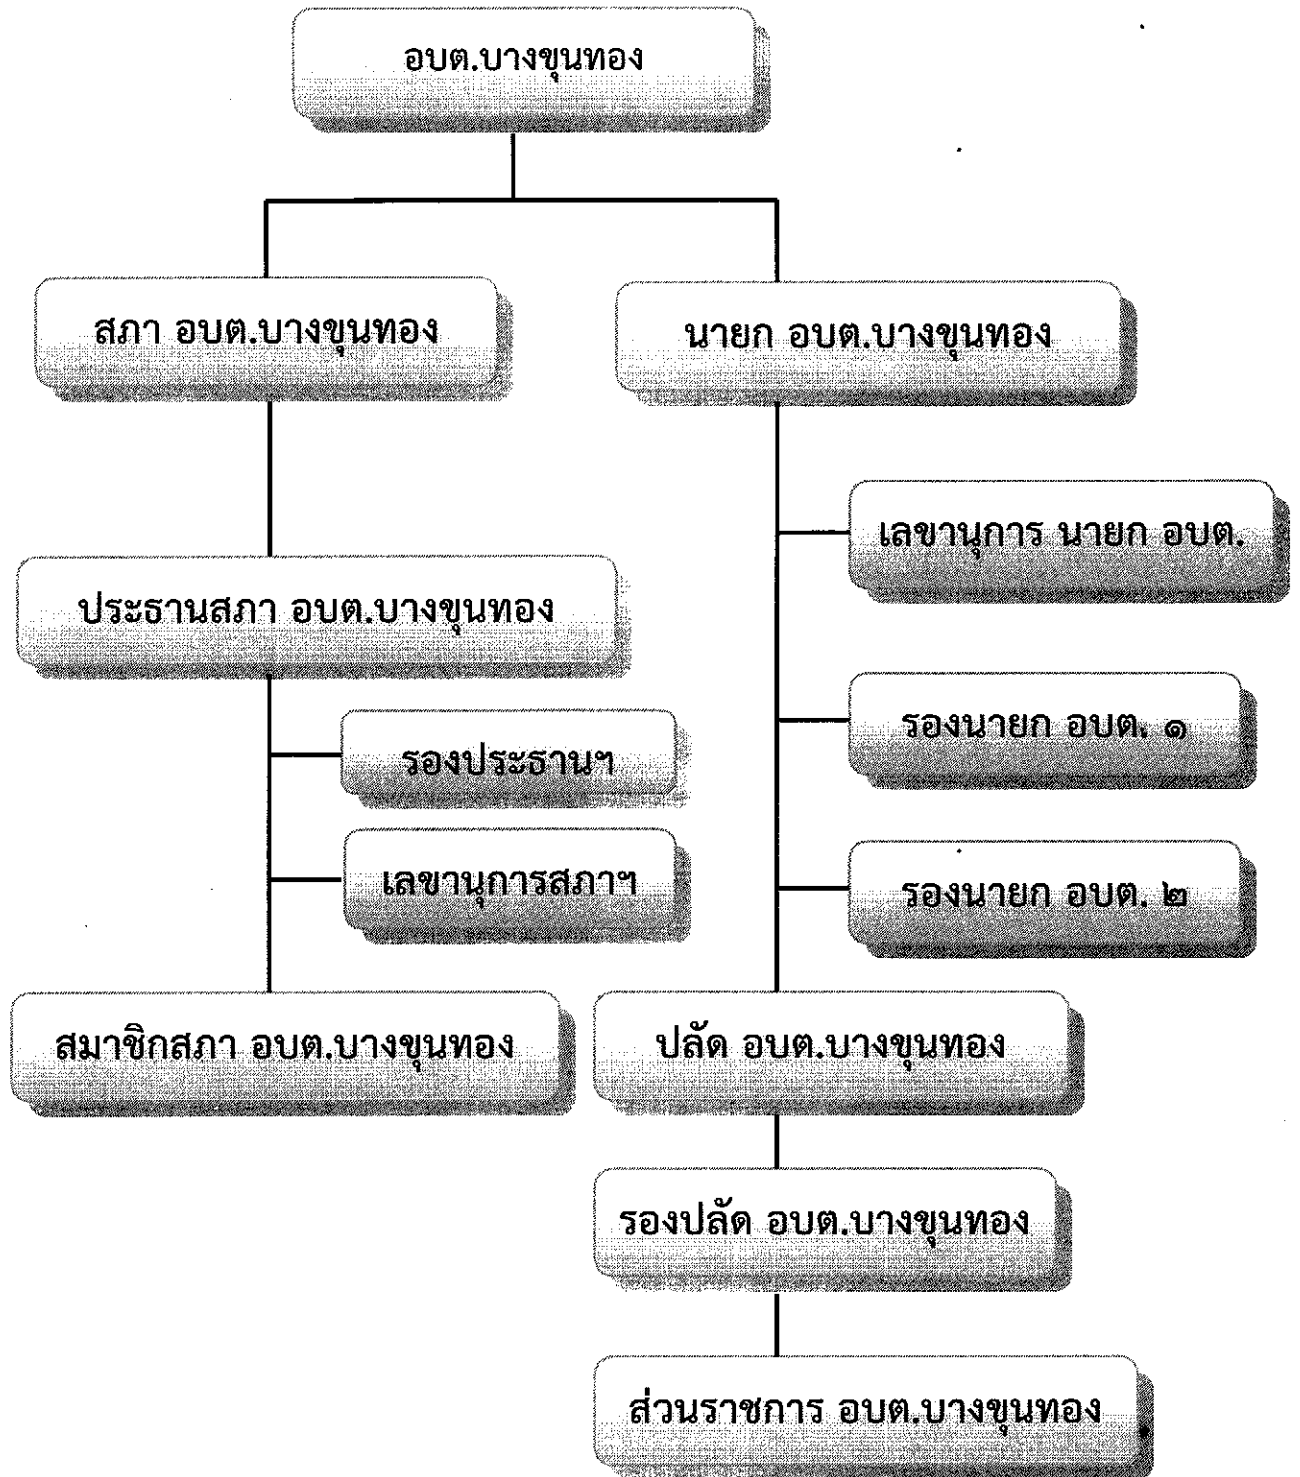 อบต.บางขุนทอง
สภา อบต.บางขุนทอง
นายก อบต.บางขุนทอง
เลขานุการ นายก อบต.
ประธานสภา อบต.บางขุนทอง
รองนายก อบต. ๑
รองประธานฯ
เลขานุการสภาฯ
รองนายก อบต. ๒
สมาชิกสภา อบต.บางขุนทอง
ปลัด อบต.บางขุนทอง
รองปลัด อบต.บางขุนทอง
ส่วนราชการ อบต.บางขุนทอง